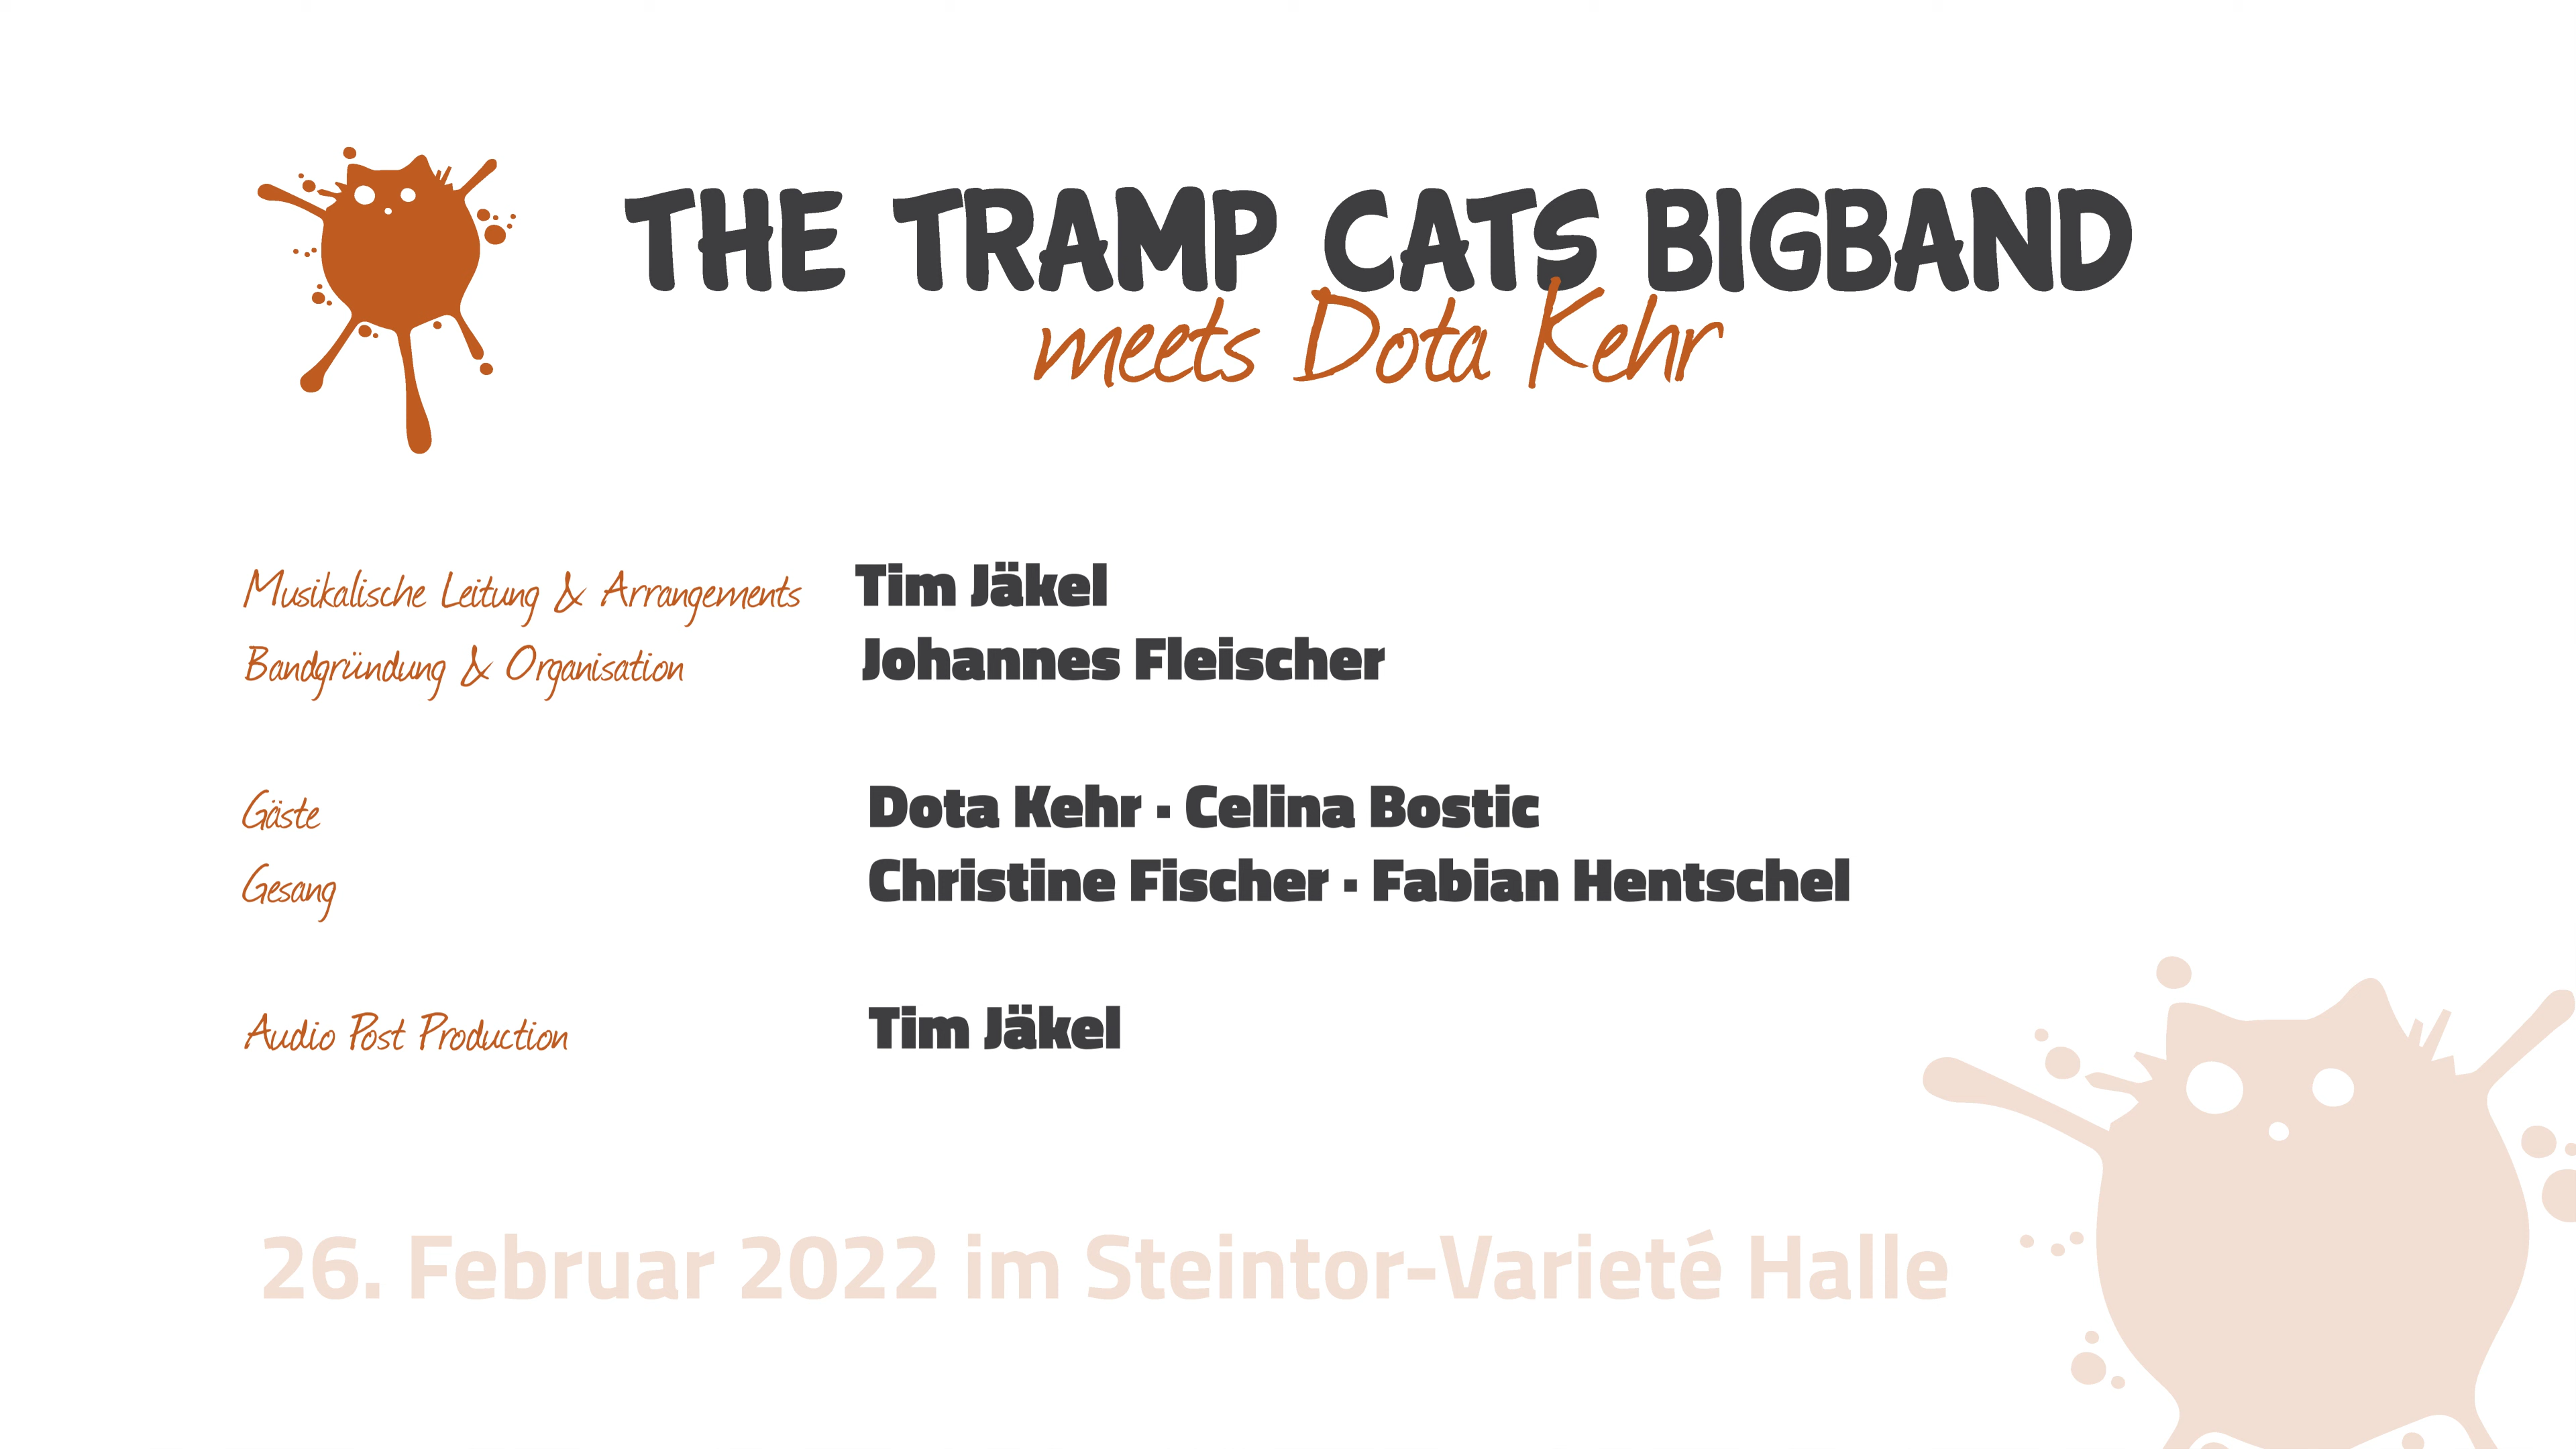 THE TRAMP CATS BIGBAND
meets Dota Kehr
Musikalische Leitung & Arrangements Tim Jäkel
Bandgründung & Organisation Johannes Fleischer
Gäste Dota Kehr · Celina Bostic
Gesang Christine Fischer · Fabian Hentschel
Audio Post Production Tim Jäkel
26. Februar 2022 im Steintor-Varieté Halle